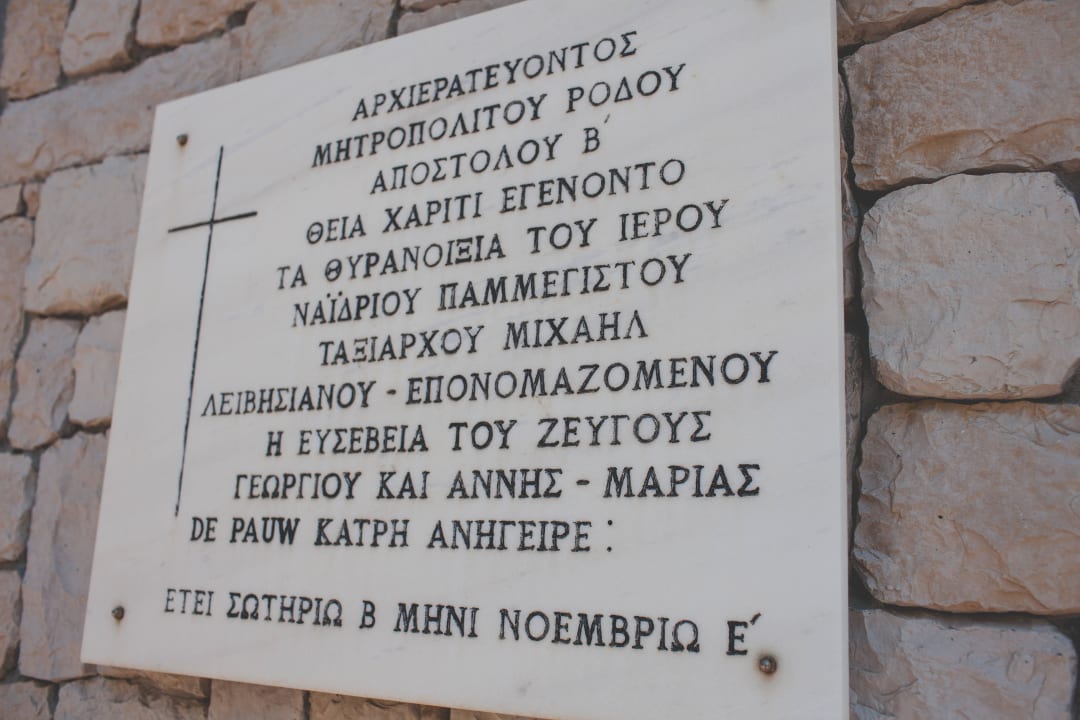 ΑΡΧΙΕΡΑΤΕΥΟΝΤΟΣ
ΜΗΤΡΟΠΟΛΙΤΟΥ ΡΟΔΟΥ
ΑΠΟΣΤΟΛΟΥ Β΄
ΘΕΙΑ ΧΑΡΙΤΙ ΕΓΕΝΟΝΤΟ
ΤΑ ΘΥΡΑΝΟΙΞΙΑ ΤΟΥ ΙΕΡΟΥ
ΝΑΪΔΡΙΟΥ ΠΑΜΜΕΓΙΣΤΟΥ
ΤΑΞΙΑΡΧΟΥ ΜΙΧΑΗΛ
ΛΕΙΒΗΣΙΑΝΟΥ - ΕΠΟΝΟΜΑΖΟΜΕΝΟΥ
Η ΕΥΣΕΒΕΙΑ ΤΟΥ ΖΕΥΓΟΥΣ
ΓΕΩΡΓΙΟΥ ΚΑΙ ΑΝΝΗΣ - ΜΑΡΙΑΣ
DE PAUW ΚΑΤΡΗ ΑΝΗΓΕΙΡΕ :
ΕΤΕΙ ΣΩΤΗΡΙΩ Β ΜΗΝΙ ΝΟΕΜΒΡΙΩ Ε΄